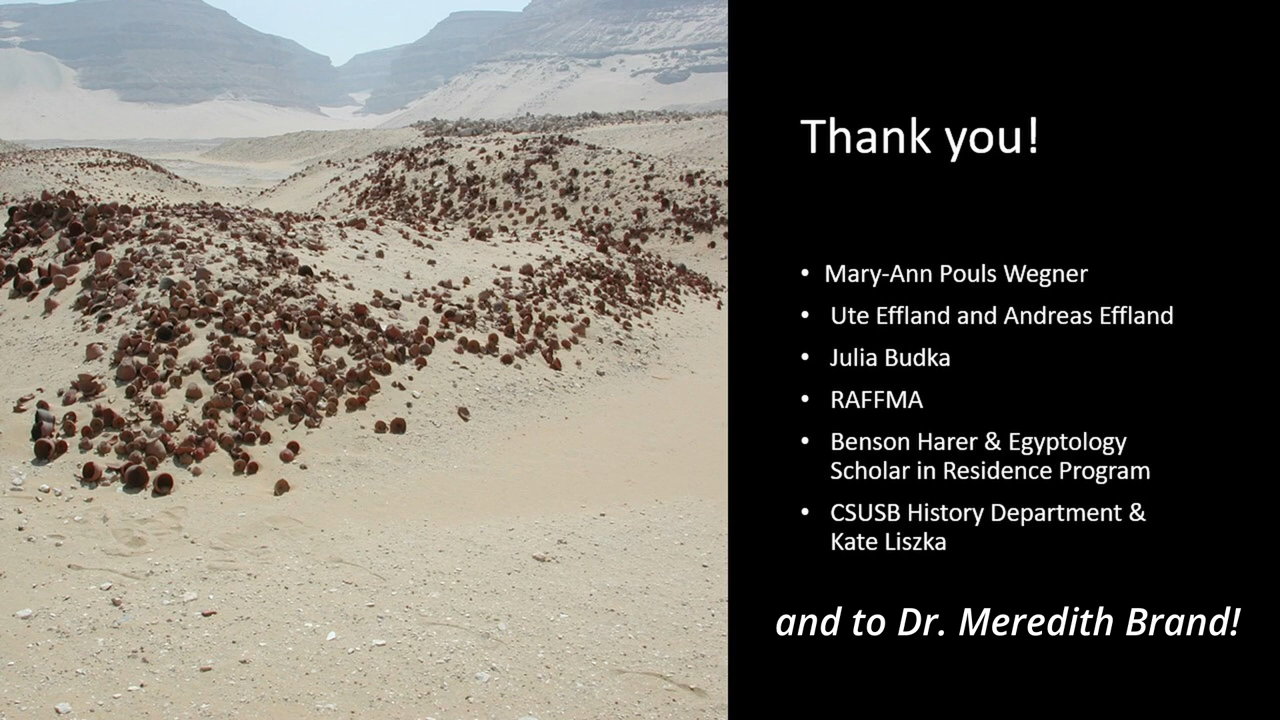 Thank you!
• Mary-Ann Pouls Wegner
• Ute Effland and Andreas Effland
• Julia Budka
• RAFFMA
• Benson Harer & Egyptology
Scholar in Residence Program
• CSUSB History Department &
Kate Liszka
and to Dr. Meredith Brand!